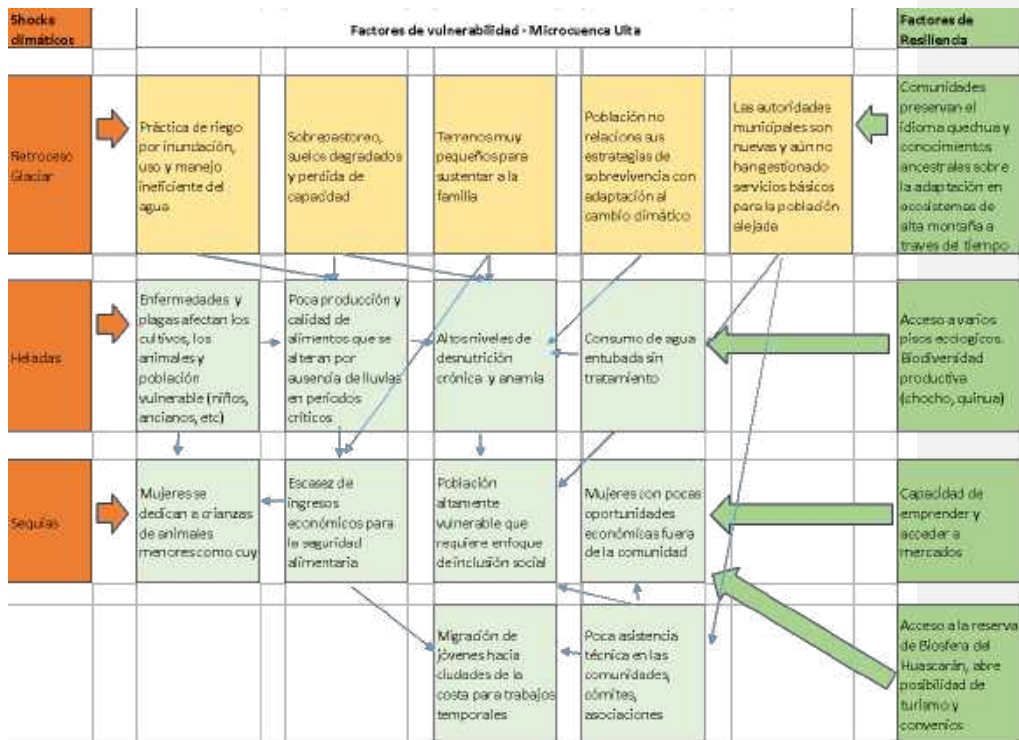 Shocks
climáticos
Factores de vulnerabilidad - Microcuenca Ulta
Factores de
Resiliencia
Retroceso
Glaciar
Práctica de riego
por inundación,
uso y manejo
ineficiente del
agua
Sobrepastoreo,
suelos degradados
y perdida de
capacidad
Terrenos muy
pequeños para
sustentar a la
familia
Población no
relaciona sus
estrategias de
sobrevivencia con
adaptación al
cambio climático
Las autoridades
municipales son
nuevas y aún no
han gestionado
servicios básicos
para la población
alejada
Comunidades
preservan el
idioma quechua y
conocimientos
ancestrales sobre
la adaptación en
ecosistemas de
alta montaña a
traves del tiempo
Heladas
Enfermedades y
plagas afectan los
cultivos, los
animales y
población
vulnerable (niños,
ancianos, etc)
Poca producción y
calidad de
alimentos que se
alteran por
ausencia de lluvias
en periodos
críticos
Altos niveles de
desnutrición
crónica y anemia
Consumo de agua
entubada sin
tratamiento
Acceso a varios
pisos ecologicos.
Biodiversidad
productiva
(chocho, quinua)
Sequías
Mujeres se
dedican a crianzas
de animales
menores como cuy
Escasez de
ingresos
económicos para
la seguridad
alimentaria
Población
altamente
vulnerable que
requiere enfoque
de inclusión social
Mujeres con pocas
oportunidades
económicas fuera
de la comunidad
Capacidad de
emprender y
acceder a
mercados
Migración de
jóvenes hacia
ciudades de la
costa para trabajos
temporales
Poca asistencia
técnica en las
comunidades,
cómites,
asociaciones
Acceso a la reserva
de Biosfera del
Huascarán, abre
posibilidad de
turismo y
convenios